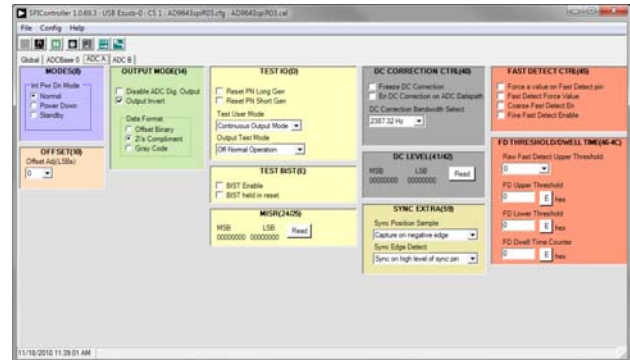 SPIController 1.0.69.3 : USB Ezusb-0 : CS 1 : AD9643spiR03.cfg : AD9643spiR03.cal
File Config Help
Global ADCBase 0 ADC A ADC B
MODES(8)
Int Pwr Dn Mode
Normal
Power Down
Standby
OFFSET(10)
Offset Adj(LSBs)
0
OUTPUT MODE(14)
Disable ADC Dig. Output
Output Invert
Data Format
Offset Binary
2's Compliment
Gray Code
TEST IO(D)
Reset PN Long Gen
Reset PN Short Gen
Test User Mode
Continuous Output Mode
Output Test Mode
Off-Normal Operation
TEST BIST(E)
BIST Enable
BIST held in reset
MISR(24/25)
MSB LSB
00000000 00000000 Read
DC CORRECTION CTRL(40)
Freeze DC Correction
En DC Correction on ADC Datapath
DC Correction Bandwidth Select
2387.32 Hz
DC LEVEL(41/42)
MSB LSB
00000000 00000000 Read
SYNC EXTRA(59)
Sync Position Sample
Capture on negative edge
Sync Edge Detect
Sync on high level of sync pin
FAST DETECT CTRL(45)
Force a value on Fast Detect pin
Fast Detect Force Value
Coarse Fast Detect En
Fine Fast Detect Enable
FD THRESHOLD/DWELL TIME(46-4C)
Raw Fast Detect Upper Threshold
0
FD Upper Threshold
0 E hex
FD Lower Threshold
0 E hex
FD Dwell Time Counter
0 E hex
11/18/2010 11:28:01 AM